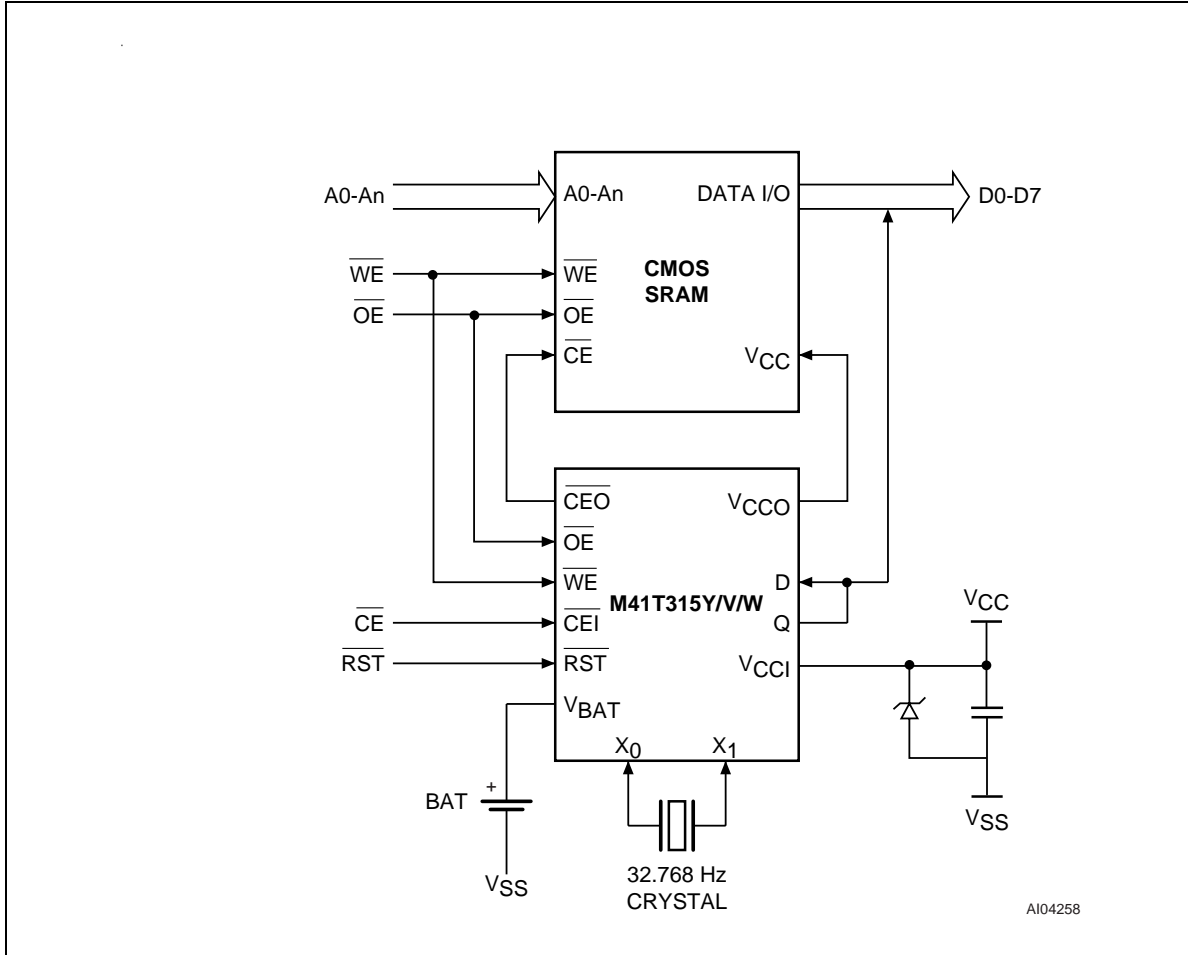 A0-An
A0-An
DATA I/O
D0-D7
WE
WE
CMOS
SRAM
OE
OE
CE
VCC
CEO
VCCO
OE
WE
D
M41T315Y/V/W
VCC
CE
CEI
Q
RST
RST
VCCI
VBAT
X0
X1
+
BAT
VSS
VSS
32.768 Hz
CRYSTAL
AI04258